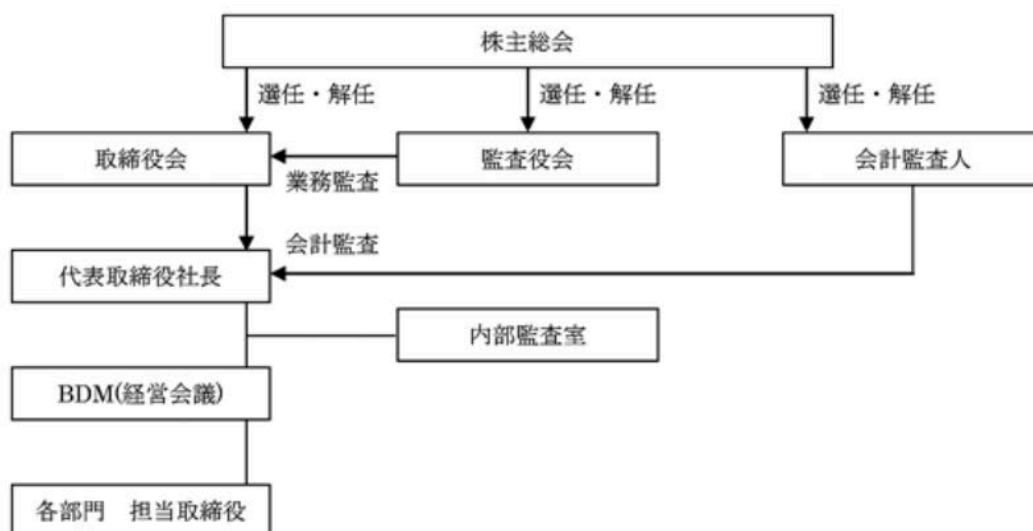 株主総会
選任・解任
選任・解任
選任・解任
取締役会
監査役会
会計監査人
業務監査
会計監査
代表取締役社長
内部監査室
BDM(経営会議)
各部門　担当取締役